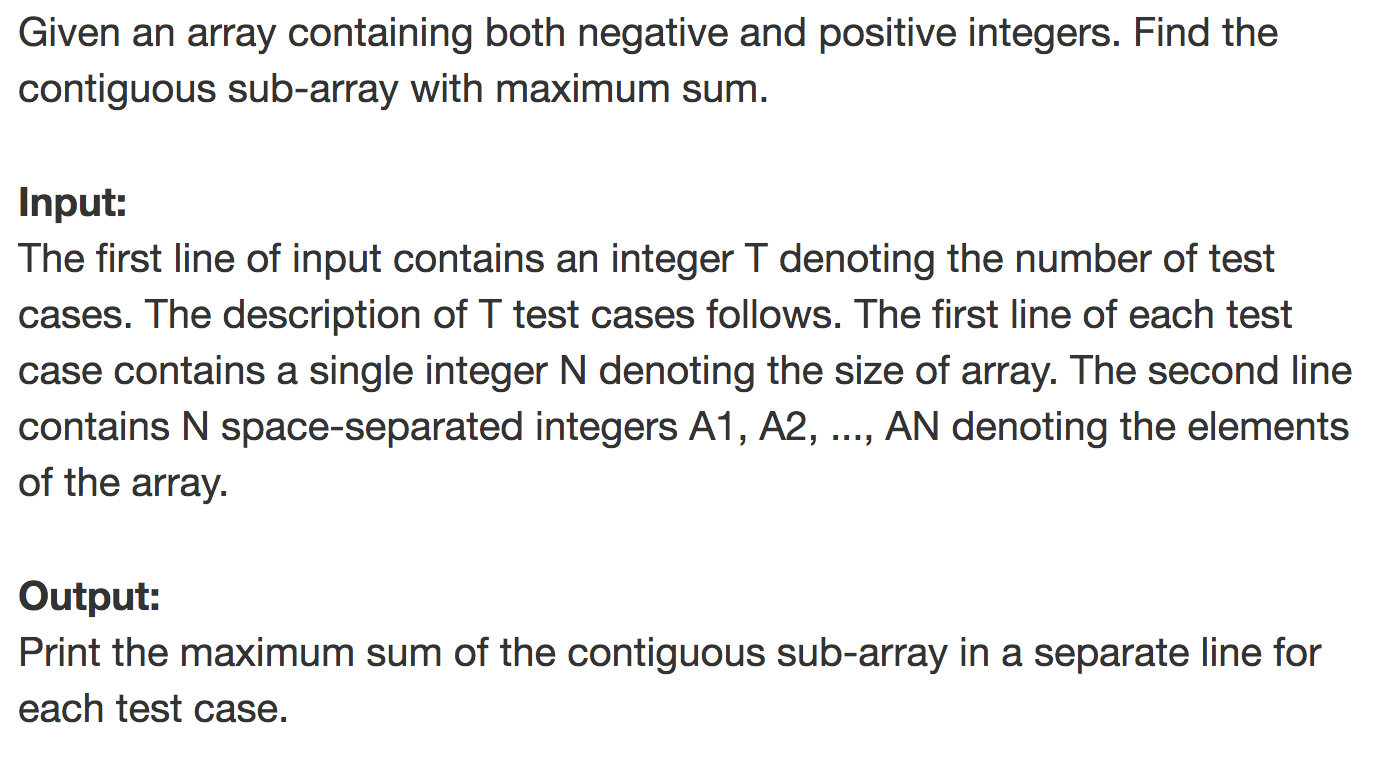 Given an array containing both negative and positive integers. Find the
contiguous sub-array with maximum sum.
Input:
The first line of input contains an integer T denoting the number of test
cases. The description of T test cases follows. The first line of each test
case contains a single integer N denoting the size of array. The second line
contains N space-separated integers A1, A2, ..., AN denoting the elements
of the array.
Output:
Print the maximum sum of the contiguous sub-array in a separate line for
each test case.